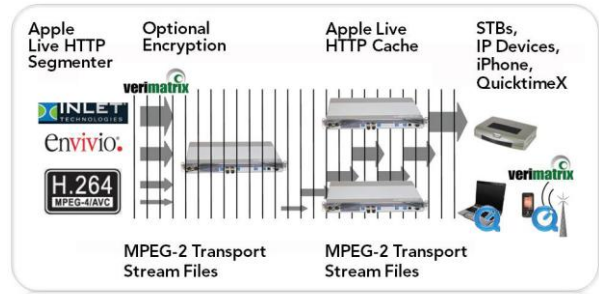 Apple
Live HTTP
Segmenter
Optional
Encryption
Apple Live
HTTP Cache
STBs,
IP Devices,
iPhone,
QuicktimeX
verimatrix
INLET
TECHNOLOGIES
envivio.
H.264
MPEG-4/AVC
verimatrix
MPEG-2 Transport
Stream Files
MPEG-2 Transport
Stream Files